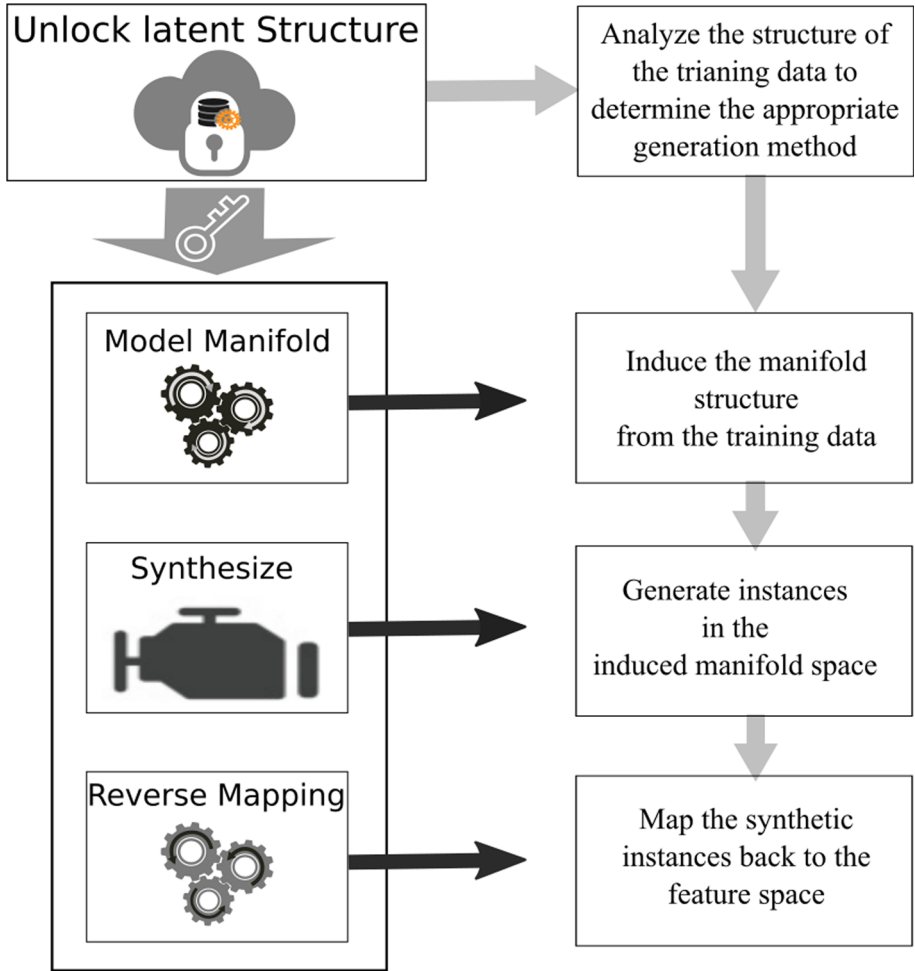 Unlock latent Structure
Analyze the structure of
the trianing data to
determine the appropriate
generation method
Model Manifold
Induce the manifold
structure
from the training data
Synthesize
Generate instances
in the
induced manifold space
Reverse Mapping
Map the synthetic
instances back to the
feature space